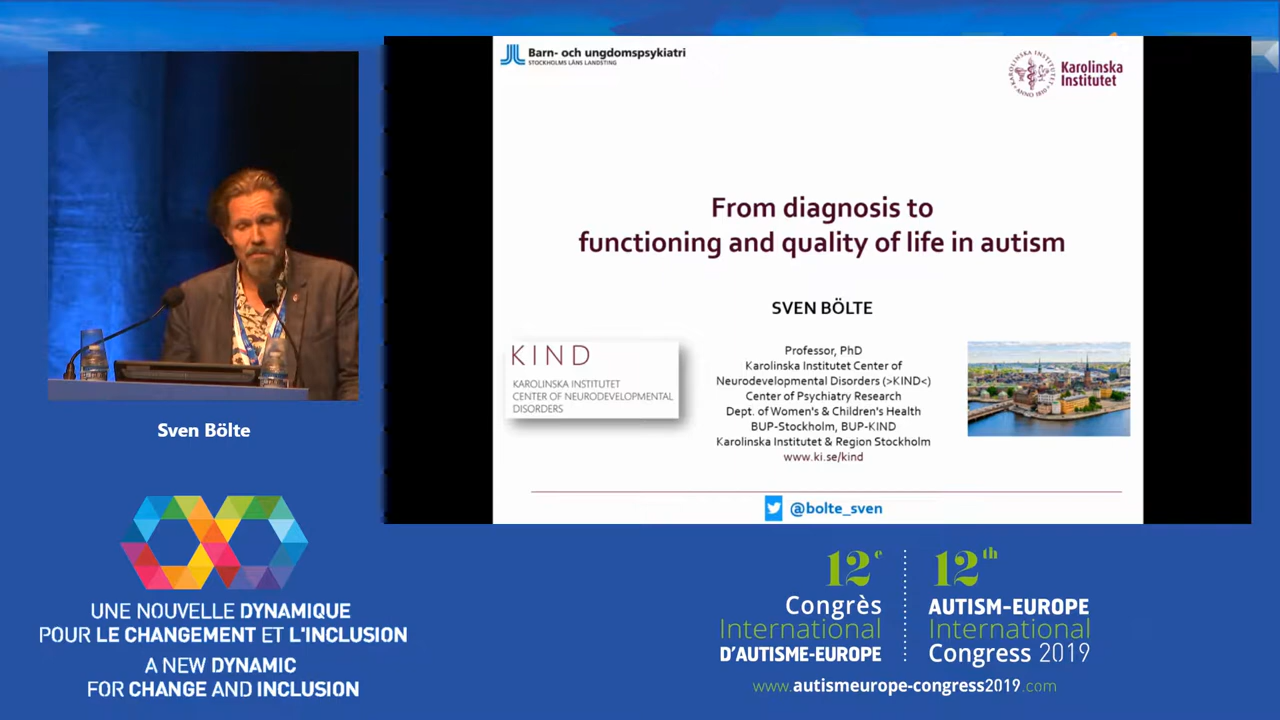 Barn- och ungdomspsykiatri
STOCKHOLMS LÄNS LANDSTING
KAROLINSKA INSTITUTET
ANNO 1810
Karolinska
Institutet
From diagnosis to
functioning and quality of life in autism
SVEN BÖLTE
KIND
KAROLINSKA INSTITUTET
CENTER OF NEURODEVELOPMENTAL
DISORDERS
Professor, PhD
Karolinska Institutet Center of
Neurodevelopmental Disorders (>KIND<)
Center of Psychiatry Research
Dept. of Women's & Children's Health
BUP-Stockholm, BUP-KIND
Karolinska Institutet & Region Stockholm
www.ki.se/kind
@bolte_sven
Sven Bölte
UNE NOUVELLE DYNAMIQUE
POUR LE CHANGEMENT ET L'INCLUSION
A NEW DYNAMIC
FOR CHANGE AND INCLUSION
12e
Congrès
International
D'AUTISME-EUROPE
12th
AUTISM-EUROPE
International
Congress 2019
www.autismeurope-congress2019.com